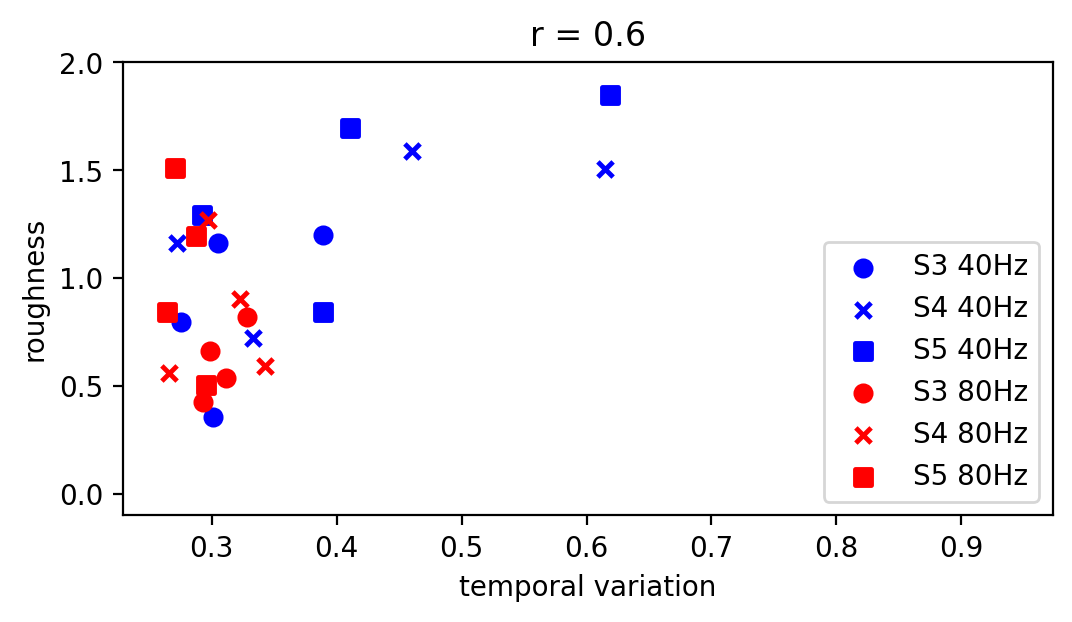 r = 0.6
2.0
1.5
1.0
0.5
0.0
roughness
S3 40Hz
S4 40Hz
S5 40Hz
S3 80Hz
S4 80Hz
S5 80Hz
0.3 0.4 0.5 0.6 0.7 0.8 0.9
temporal variation